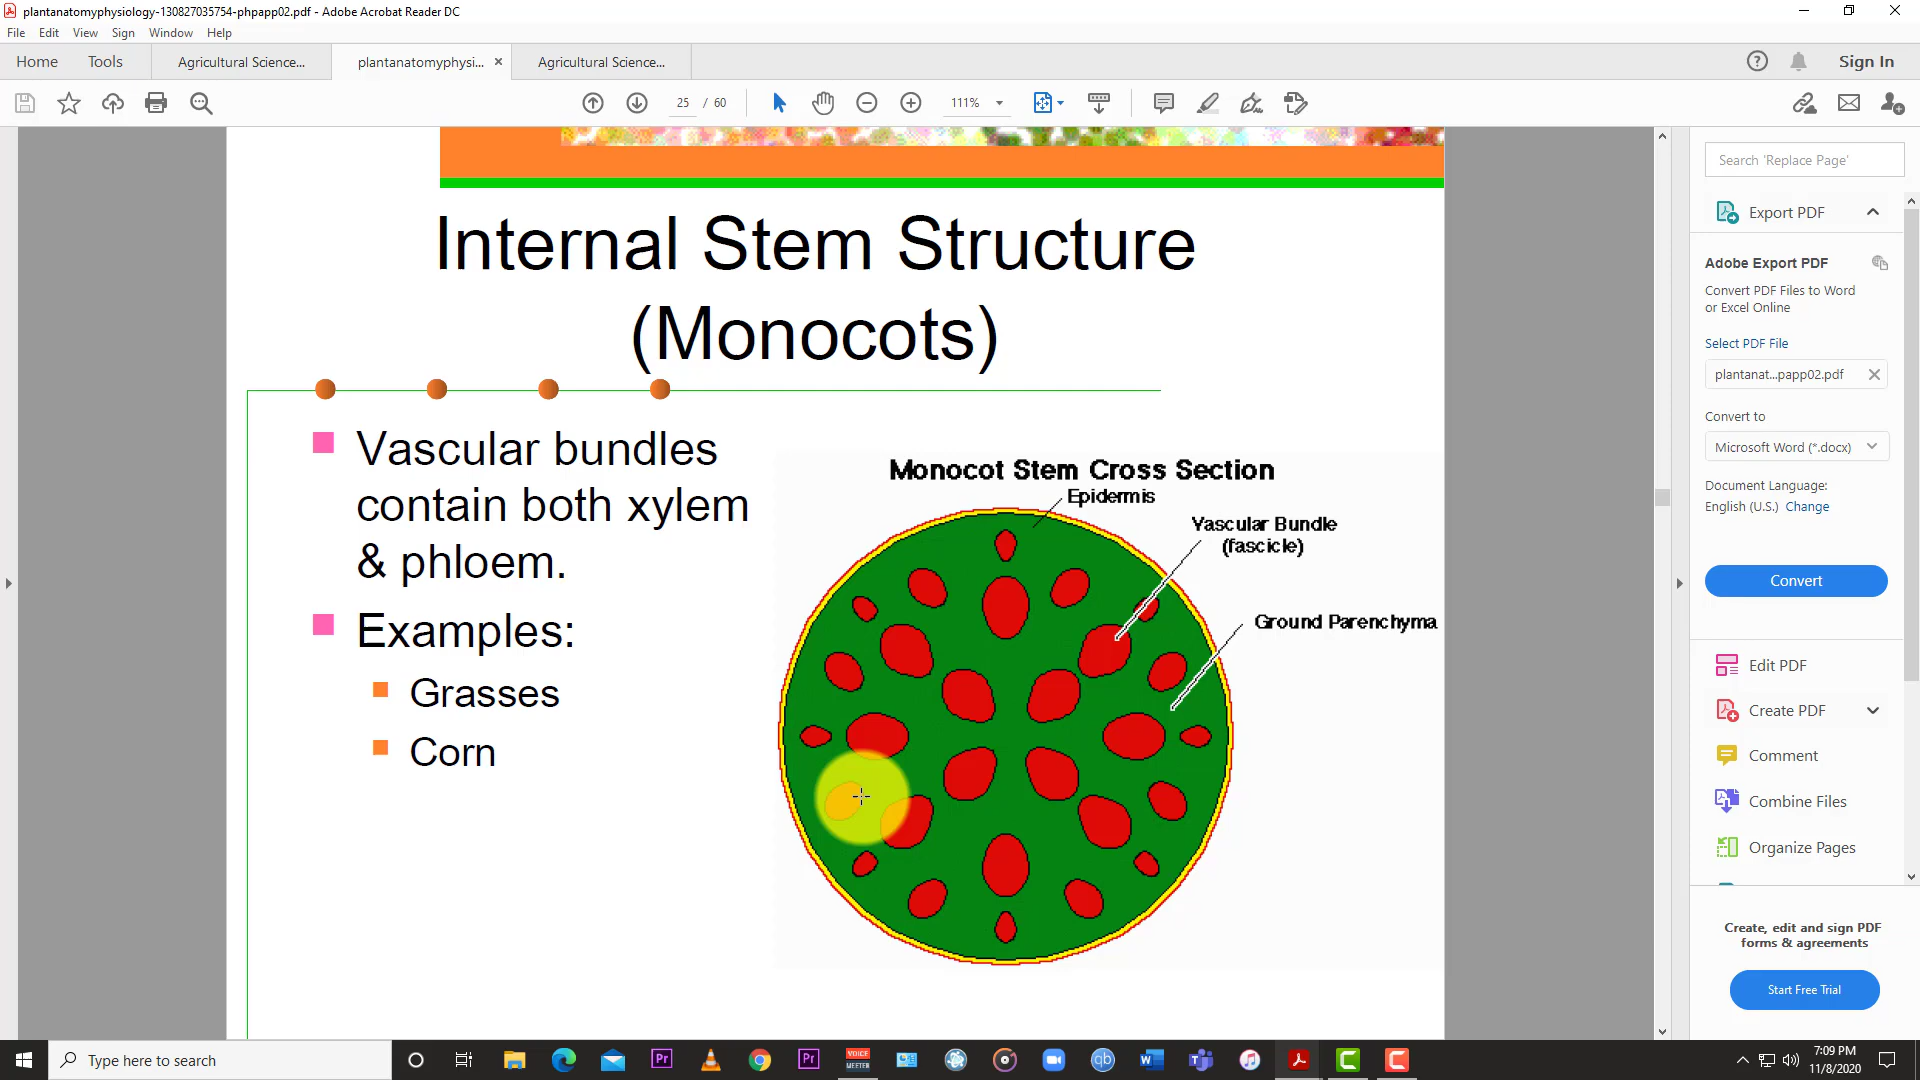 plantanatomyphysiology-130827035754-phpapp02.pdf - Adobe Acrobat Reader DC
File Edit View Sign Window Help
Home Tools Agricultural Science... plantanatomyphysi... Agricultural Science... Sign In
25 / 60 111%
Internal Stem Structure
(Monocots)
Vascular bundles
contain both xylem
& phloem.
Examples:
Grasses
Corn
Monocot Stem Cross Section
Epidermis
Vascular Bundle
(fascicle)
Ground Parenchyma
Search 'Replace Page'
Export PDF
Adobe Export PDF
Convert PDF Files to Word
or Excel Online
Select PDF File
plantanat...papp02.pdf
Convert to
Microsoft Word (*.docx)
Document Language:
English (U.S.) Change
Convert
Edit PDF
Create PDF
Comment
Combine Files
Organize Pages
Create, edit and sign PDF
forms & agreements
Start Free Trial
Type here to search
Pr
Pr
VOICE
MEETER
qb
W
7:09 PM
11/8/2020